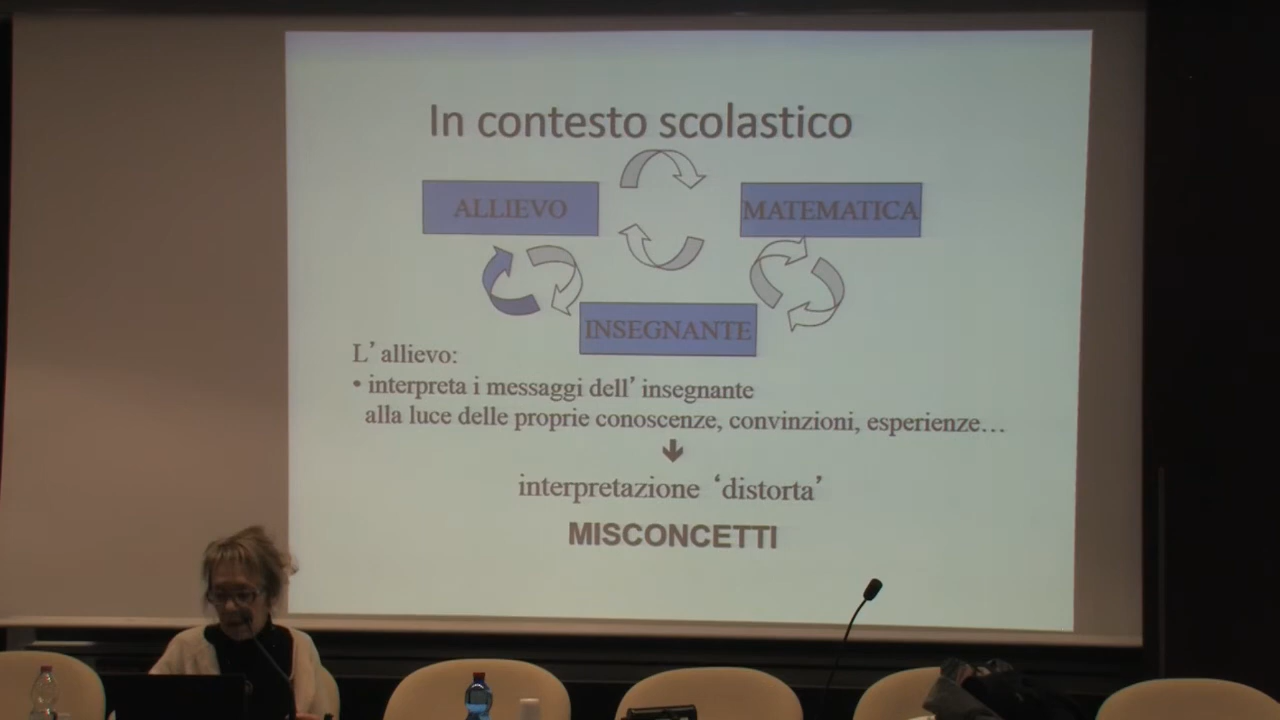 In contesto scolastico
ALLIEVO
MATEMATICA
INSEGNANTE
L’allievo:
• interpreta i messaggi dell’insegnante
alla luce delle proprie conoscenze, convinzioni, esperienze…
interpretazione ‘distorta’
MISCONCETTI